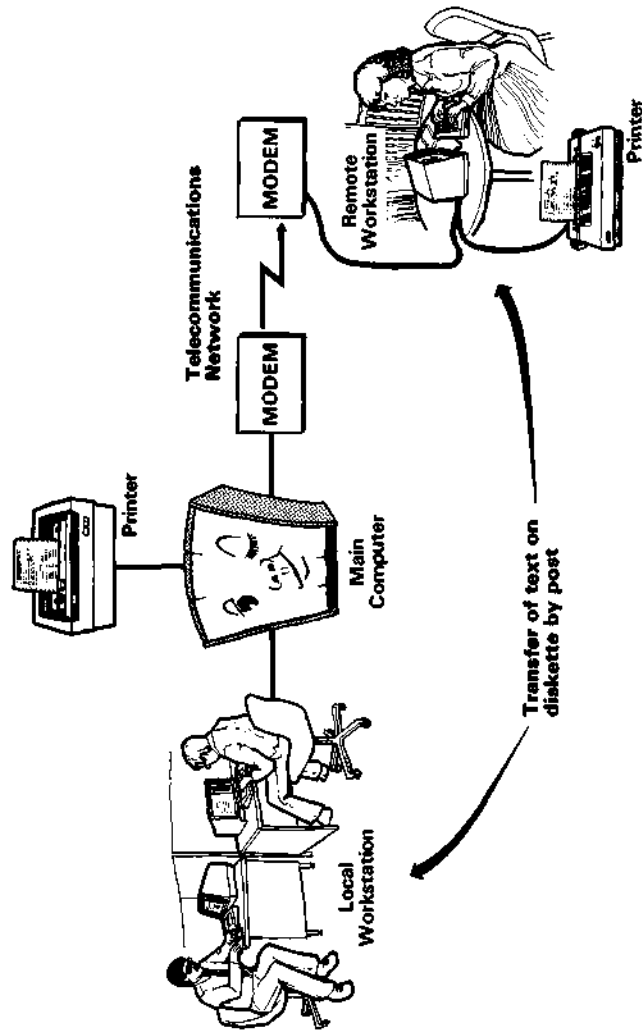 Printer
Telecommunications
Network
MODEM
MODEM
Main
Computer
Local
Workstation
Remote
Workstation
Printer
Transfer of text on
diskette by post